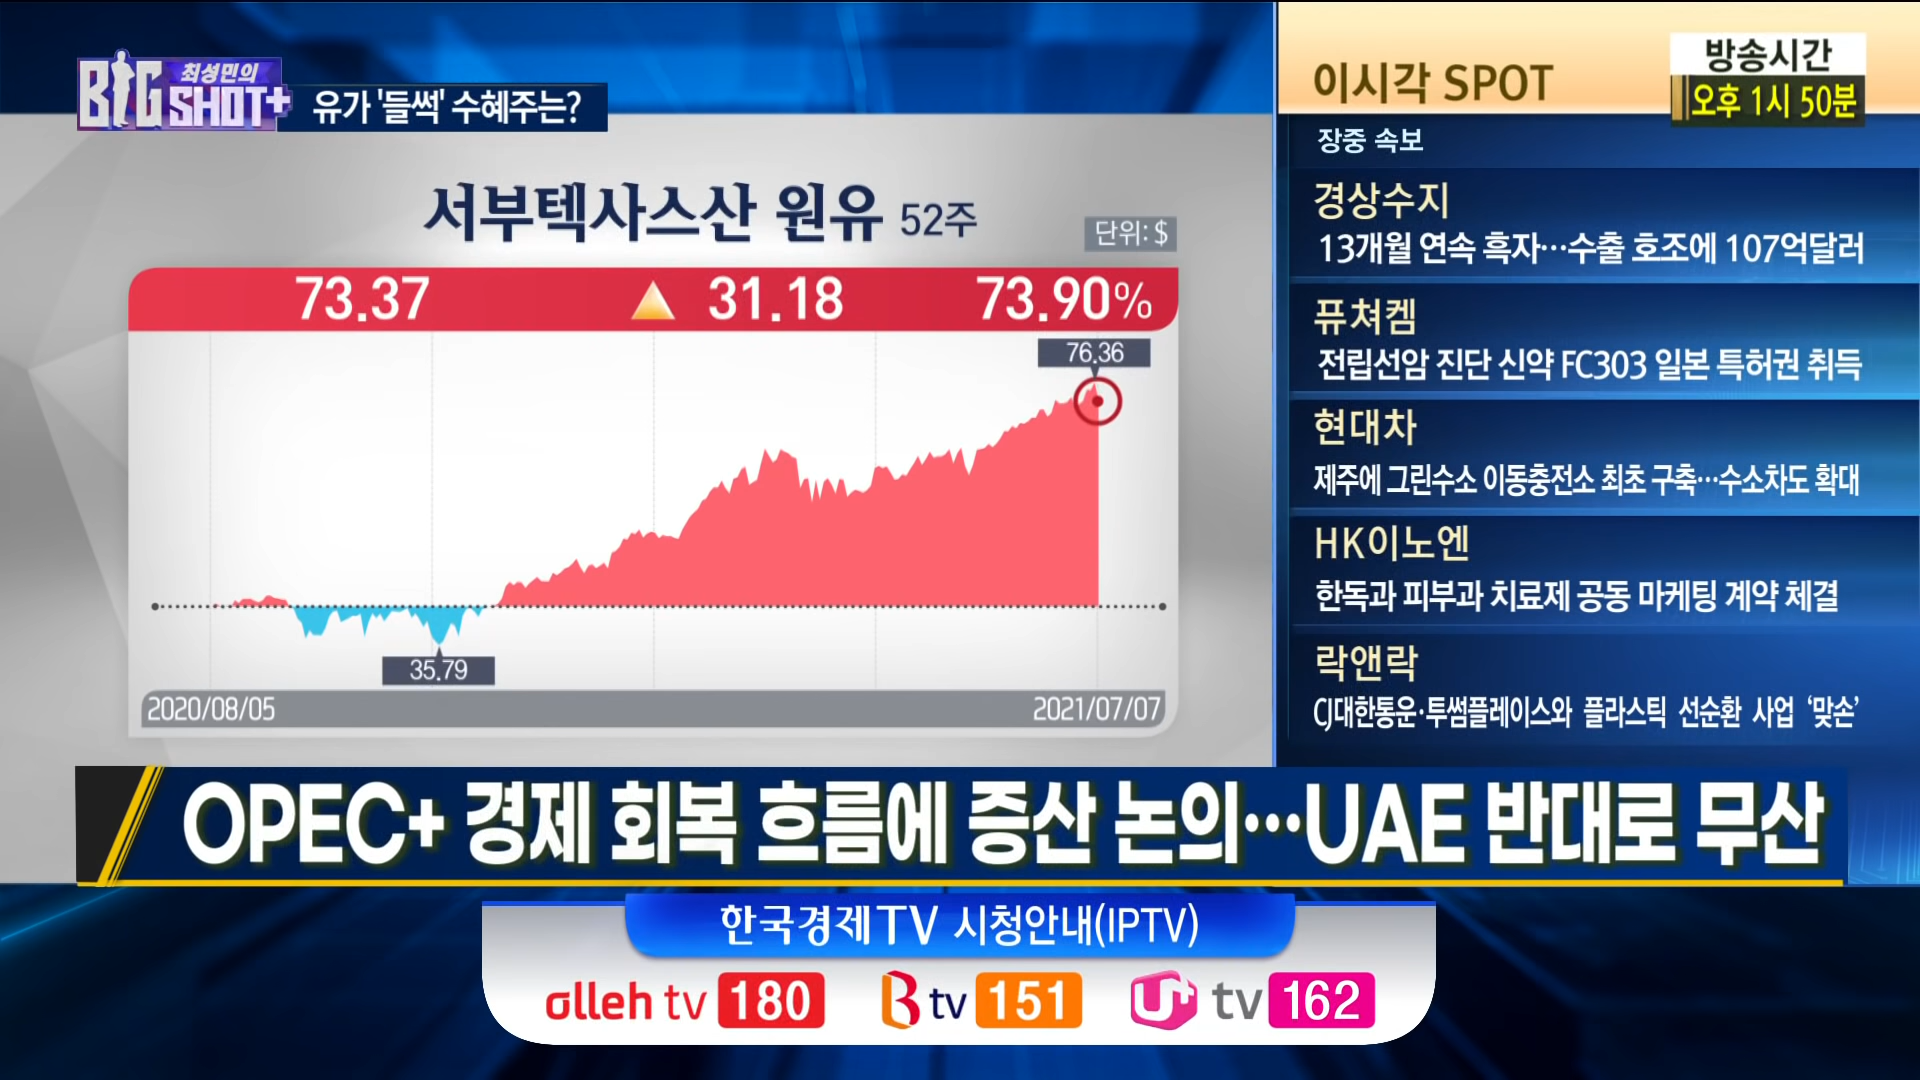 BIG
최성민의
SHOT+
유가 '들썩' 수혜주는?
서부텍사스산 원유 52주
단위: $
73.37 ▲ 31.18 73.90%
76.36
35.79
2020/08/05
2021/07/07
이시각 SPOT
방송시간
오후 1시 50분
장중 속보
경상수지
13개월 연속 흑자…수출 호조에 107억달러
퓨쳐켐
전립선암 진단 신약 FC303 일본 특허권 취득
현대차
제주에 그린수소 이동충전소 최초 구축…수소차도 확대
HK이노엔
한독과 피부과 치료제 공동 마케팅 계약 체결
락앤락
CJ대한통운·투썸플레이스와 플라스틱 선순환 사업 ‘맞손’
OPEC+ 경제 회복 흐름에 증산 논의…UAE 반대로 무산
한국경제TV 시청안내(IPTV)
olleh tv 180
B tv 151
U+ tv 162